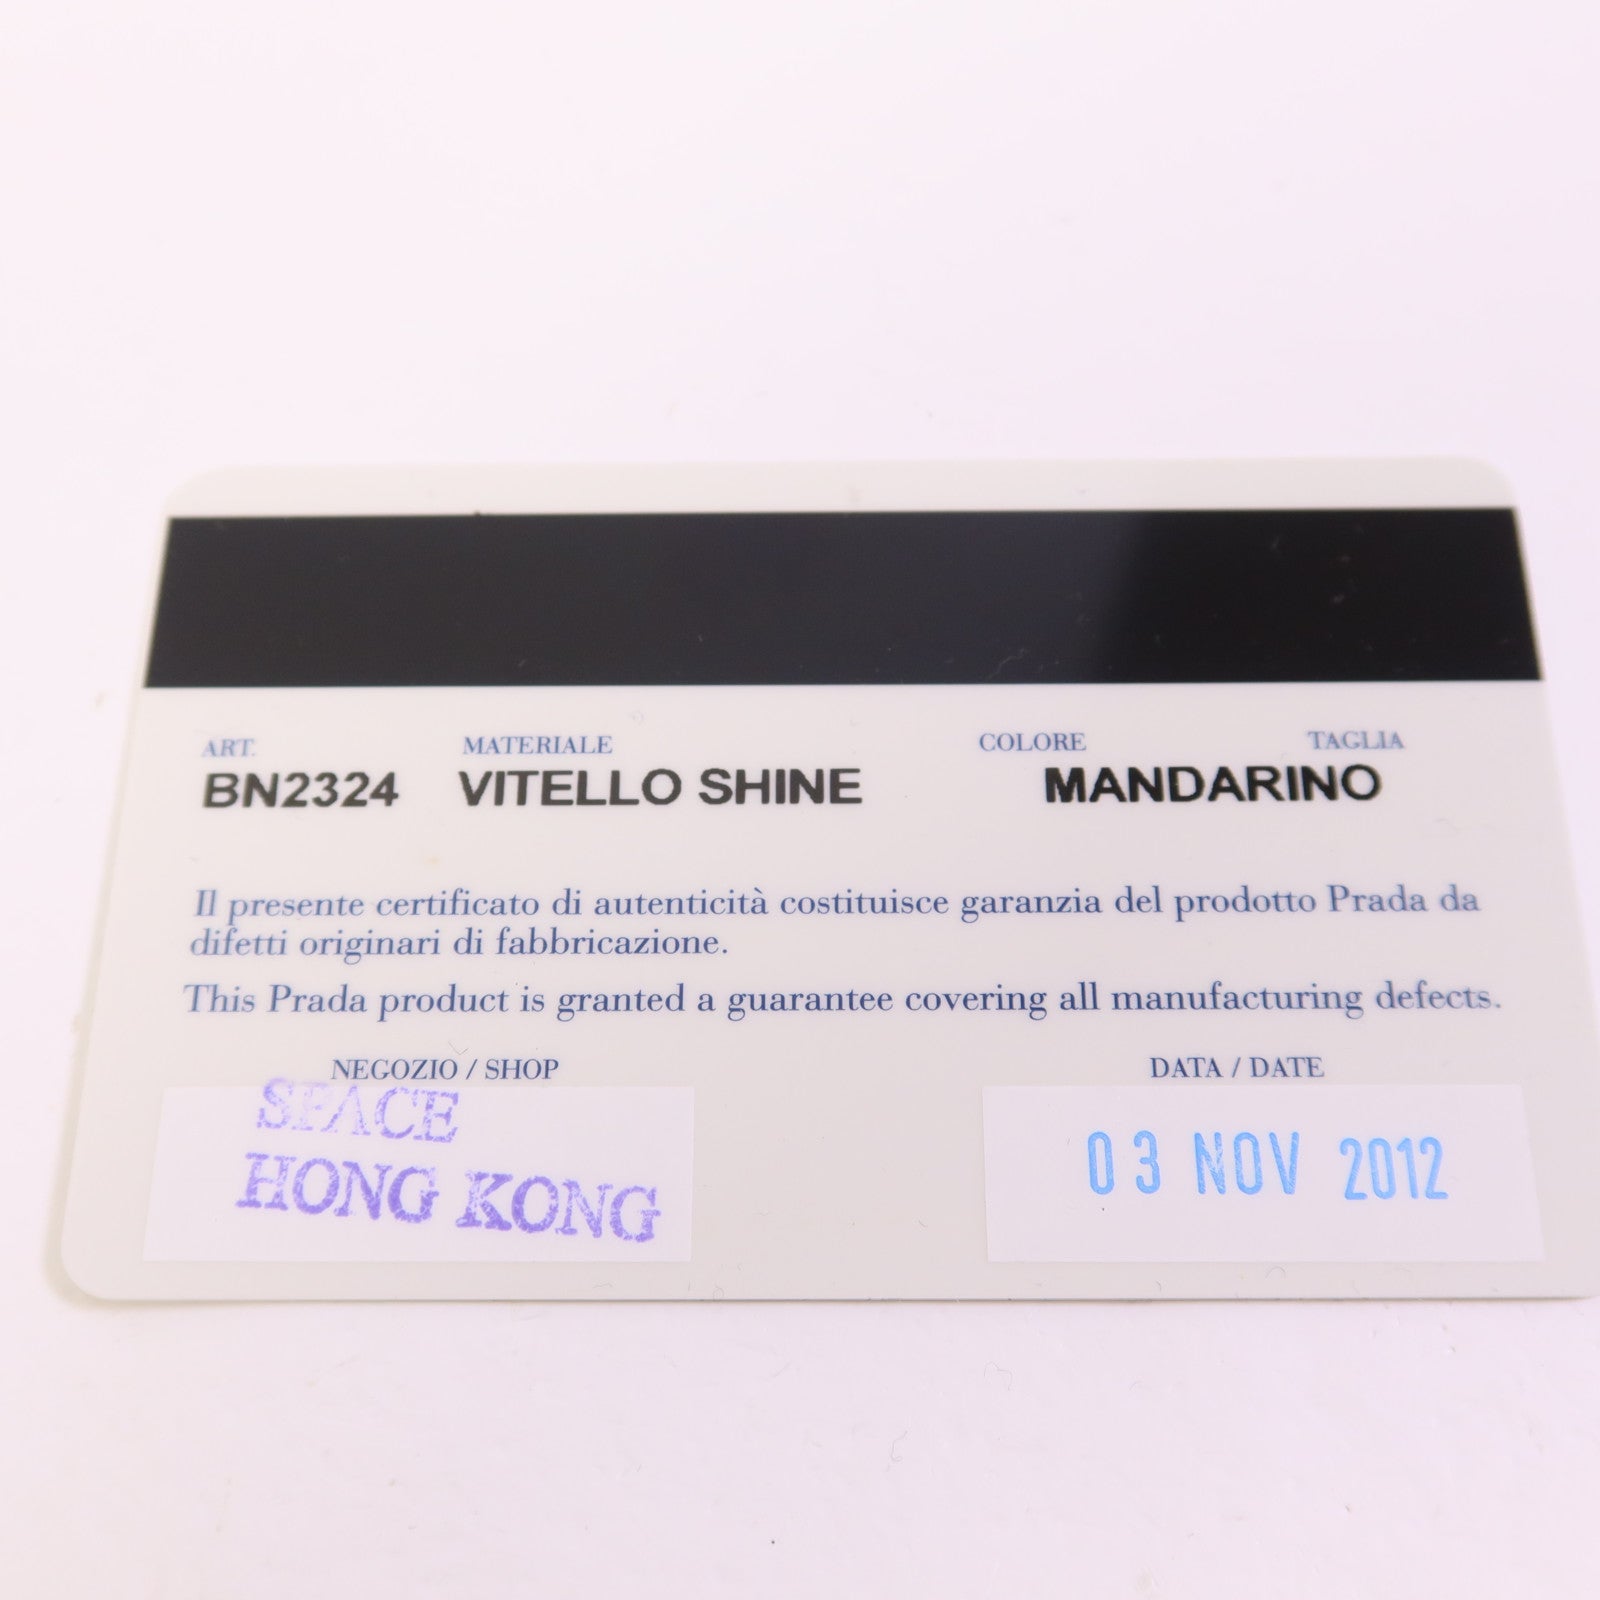 ART. MATERIALE COLORE TAGLIA
BN2324 VITELLO SHINE MANDARINO
Il presente certificato di autenticità costituisce garanzia del prodotto Prada da
difetti originari di fabbricazione.
This Prada product is granted a guarantee covering all manufacturing defects.
NEGOZIO / SHOP DATA / DATE
SPACE
HONG KONG 03 NOV 2012